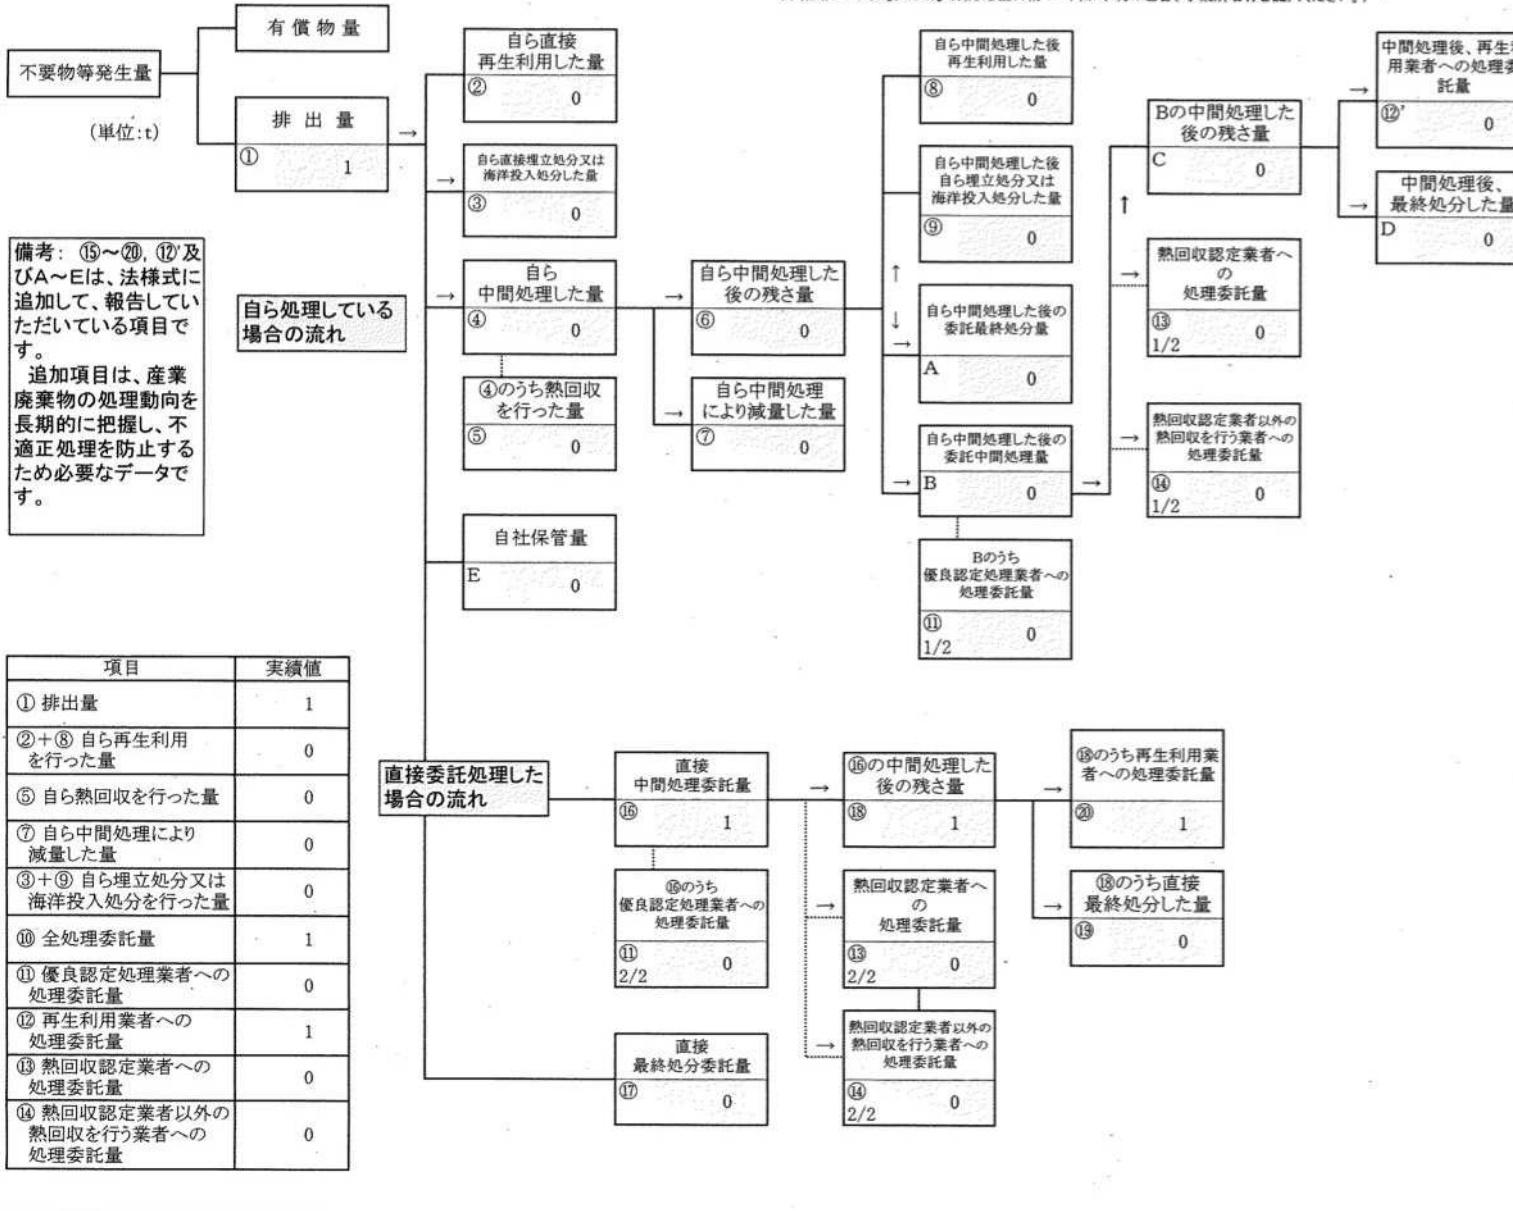 不要物等発生量
(単位:t)
有償物量
排出量
①
1
→
自ら直接
再生利用した量
②
0
→
自ら直接埋立処分又は
海洋投入処分した量
③
0
→
自ら
中間処理した量
④
0
④のうち熱回収
を行った量
⑤
0
自社保管量
E
0
→
自ら中間処理した
後の残さ量
⑥
0
→
自ら中間処理
により減量した量
⑦
0
自ら中間処理した後
再生利用した量
⑧
0
自ら中間処理した後
自ら埋立処分又は
海洋投入処分した量
⑨
0
↑
↓
→
自ら中間処理した後の
委託最終処分量
A
0
→
自ら中間処理した後の
委託中間処理量
B
0
→
Bのうち
優良認定処理業者への
処理委託量
⑪
1/2
0
↑
Bの中間処理した
後の残さ量
C
0
→
熱回収認定業者へ
の
処理委託量
⑬
1/2
0
→
熱回収認定業者以外の
熱回収を行う業者への
処理委託量
⑭
1/2
0
→
中間処理後、再生
用業者への処理
託量
⑫'
0
→
中間処理後、
最終処分した量
D
0
備考: ⑮~⑳, ⑫'及
びA~Eは、法様式に
追加して、報告してい
ただいている項目で
す。
追加項目は、産業
廃棄物の処理動向を
長期的に把握し、不
適正処理を防止する
ため必要なデータで
す。
自ら処理している
場合の流れ
項目 実績値
① 排出量 1
②+⑧ 自ら再生利用
を行った量 0
⑤ 自ら熱回収を行った量 0
⑦ 自ら中間処理により
減量した量 0
③+⑨ 自ら埋立処分又は
海洋投入処分を行った量 0
⑩ 全処理委託量 1
⑪ 優良認定処理業者への
処理委託量 0
⑫ 再生利用業者への
処理委託量 1
⑬ 熱回収認定業者への
処理委託量 0
⑭ 熱回収認定業者以外の
熱回収を行う業者への
処理委託量 0
直接委託処理した
場合の流れ
直接
中間処理委託量
⑯
1
⑯のうち
優良認定処理業者への
処理委託量
⑪
2/2
0
直接
最終処分委託量
⑰
0
→
⑯の中間処理した
後の残さ量
⑱
1
→
熱回収認定業者へ
の
処理委託量
⑬
2/2
0
→
熱回収認定業者以外の
熱回収を行う業者への
処理委託量
⑭
2/2
0
→
⑱のうち再生利用業
者への処理委託量
⑳
1
→
⑱のうち直接
最終処分した量
⑲
0